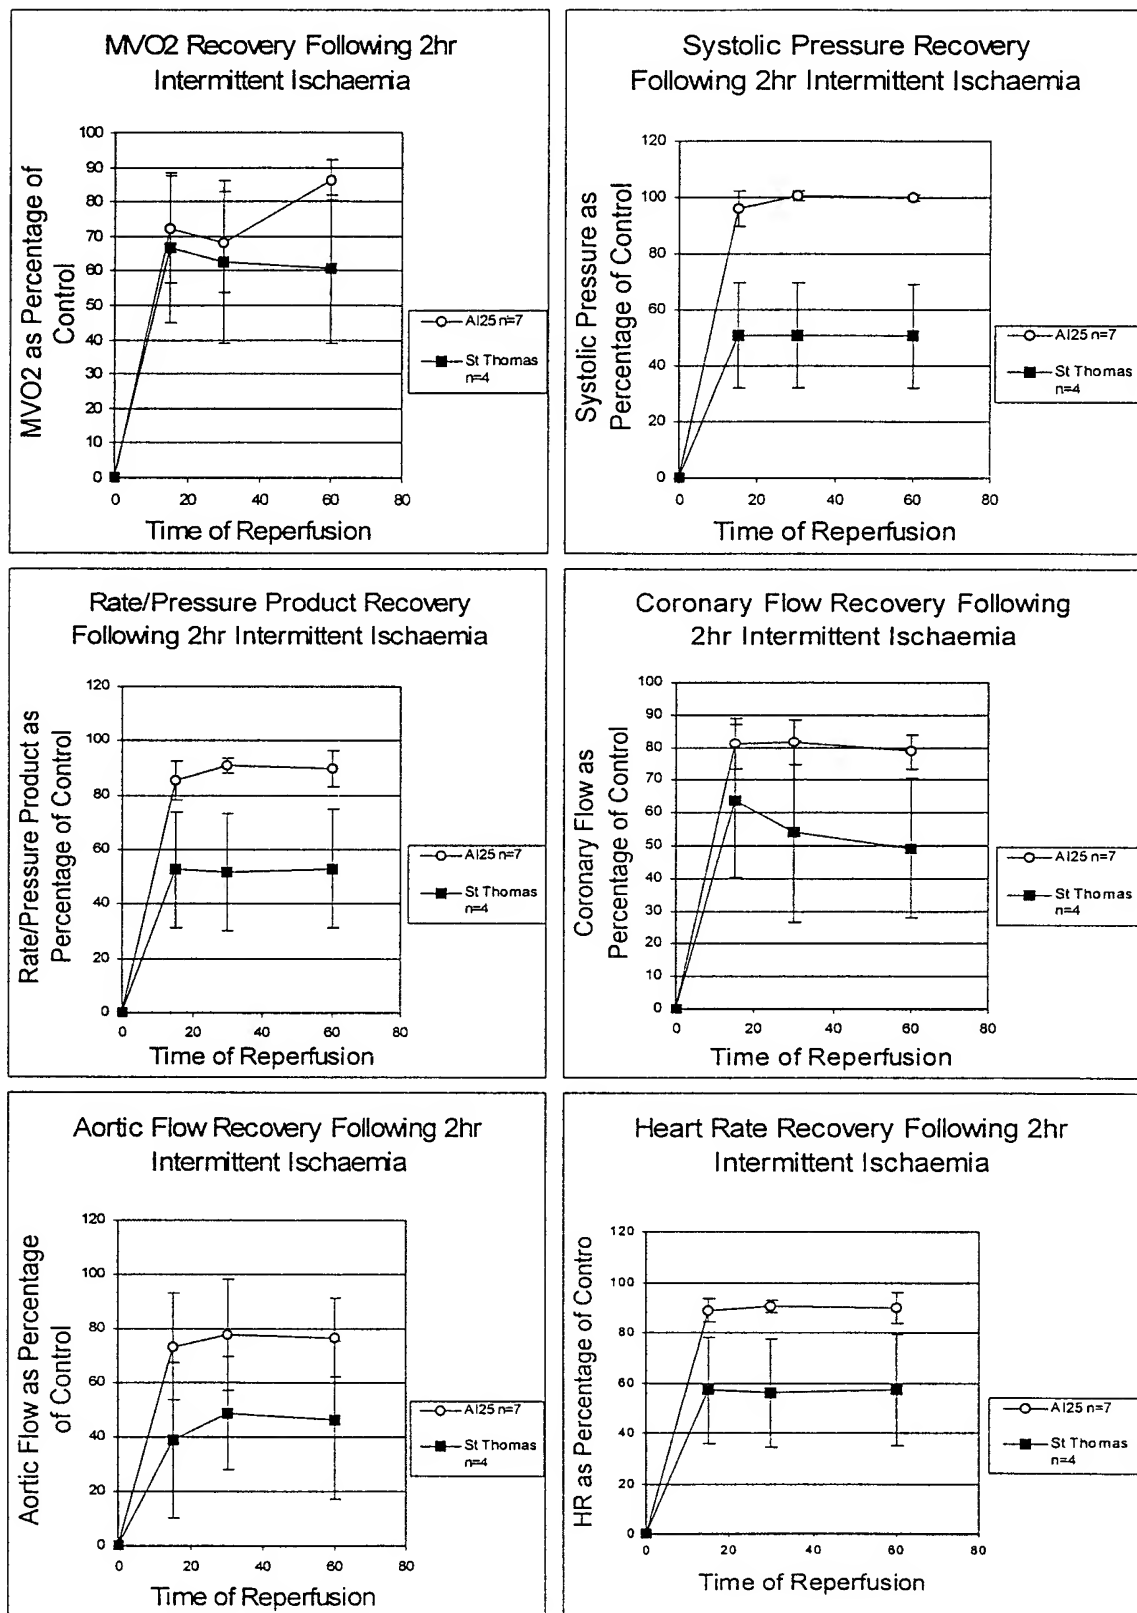 MVO2 Recovery Following 2hr
Intermittent Ischaemia
MVO2 as Percentage of
Control
100
90
80
70
60
50
40
30
20
10
0
0 20 40 60 80
Time of Reperfusion
Al25 n=7
St Thomas
n=4
Systolic Pressure Recovery
Following 2hr Intermittent Ischaemia
Systolic Pressure as
Percentage of Control
120
100
80
60
40
20
0
0 20 40 60 80
Time of Reperfusion
Al25 n=7
St Thomas
n=4
Rate/Pressure Product Recovery
Following 2hr Intermittent Ischaemia
Rate/Pressure Product as
Percentage of Control
120
100
80
60
40
20
0
0 20 40 60 80
Time of Reperfusion
Al25 n=7
St Thomas
n=4
Coronary Flow Recovery Following
2hr Intermittent Ischaemia
Coronary Flow as
Percentage of Control
100
90
80
70
60
50
40
30
20
10
0
0 20 40 60 80
Time of Reperfusion
Al25 n=7
St Thomas
n=4
Aortic Flow Recovery Following 2hr
Intermittent Ischaemia
Aortic Flow as Percentage
of Control
120
100
80
60
40
20
0
0 20 40 60 80
Time of Reperfusion
Al25 n=7
St Thomas
n=4
Heart Rate Recovery Following 2hr
Intermittent Ischaemia
HR as Percentage of Contro
120
100
80
60
40
20
0
0 20 40 60 80
Time of Reperfusion
Al25 n=7
St Thomas
n=4